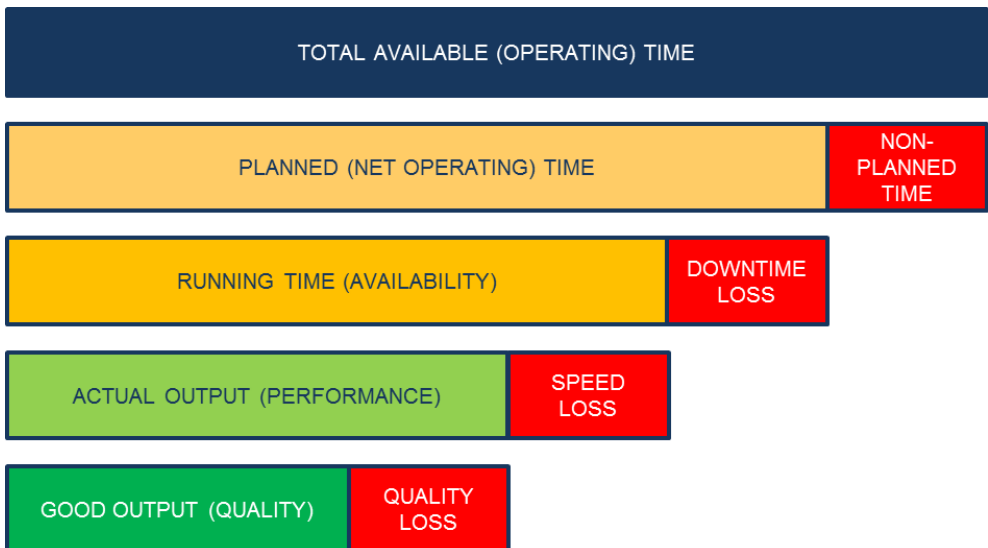 TOTAL AVAILABLE (OPERATING) TIME
PLANNED (NET OPERATING) TIME
NON-
PLANNED
TIME
RUNNING TIME (AVAILABILITY)
DOWNTIME
LOSS
ACTUAL OUTPUT (PERFORMANCE)
SPEED
LOSS
GOOD OUTPUT (QUALITY)
QUALITY
LOSS